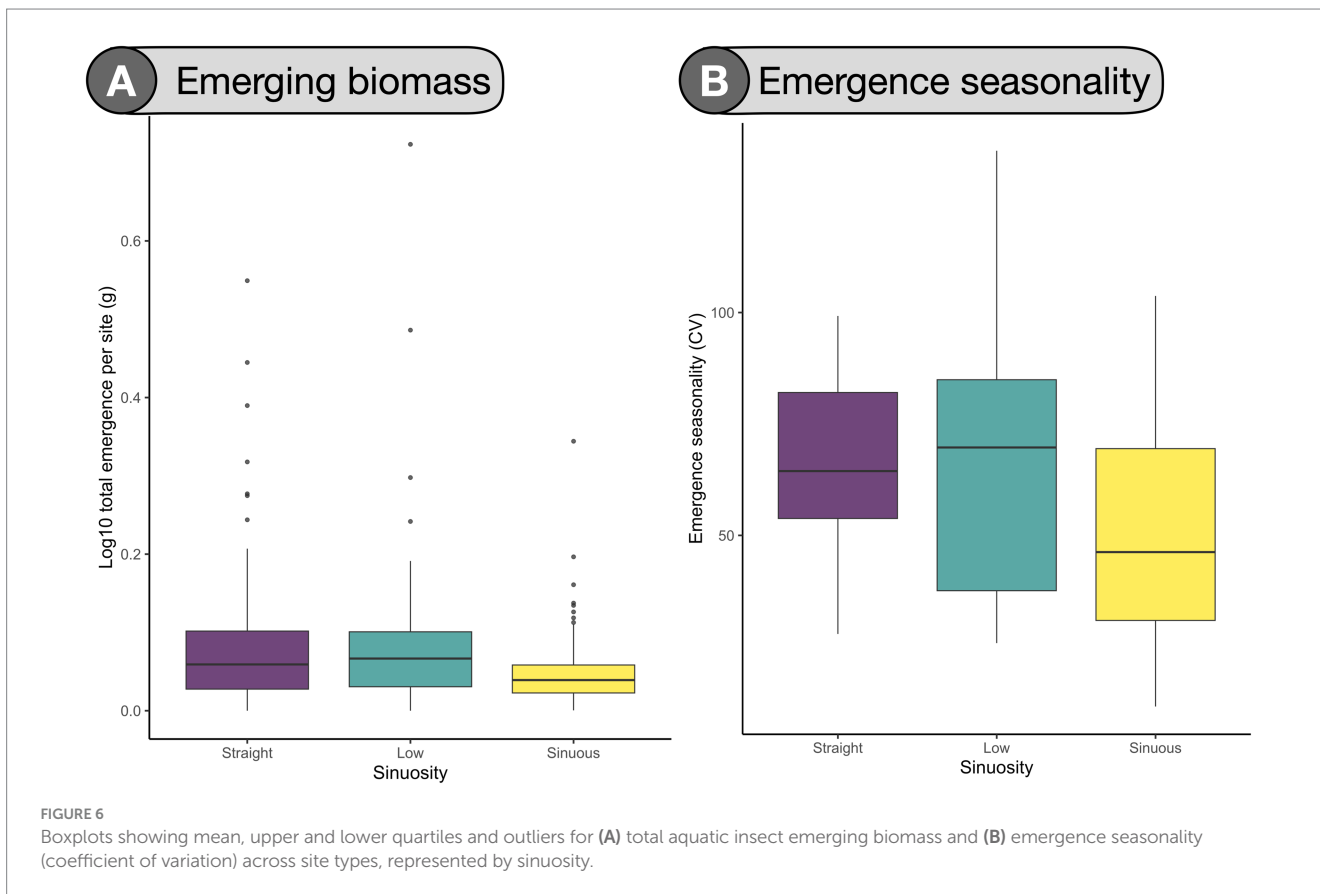 A Emerging biomass
Log10 total emergence per site (g)
0.6
0.4
0.2
0.0
Straight Low Sinuous
Sinuosity
B Emergence seasonality
Emergence seasonality (CV)
100
50
Straight Low Sinuous
Sinuosity
FIGURE 6
Boxplots showing mean, upper and lower quartiles and outliers for (A) total aquatic insect emerging biomass and (B) emergence seasonality
(coefficient of variation) across site types, represented by sinuosity.